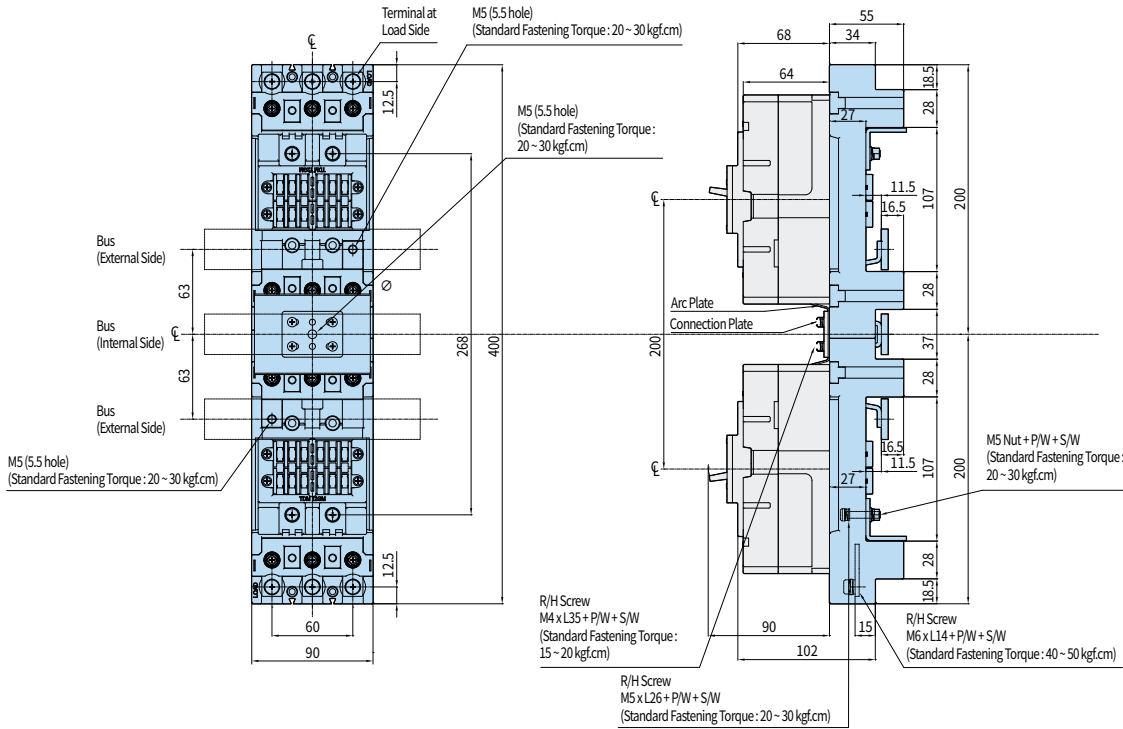 Terminal at
Load Side
M5 (5.5 hole)
(Standard Fastening Torque : 20 ~ 30 kgf.cm)
M5 (5.5 hole)
(Standard Fastening Torque :
20 ~ 30 kgf.cm)
Bus
(External Side)
Bus
(Internal Side)
Bus
(External Side)
M5 (5.5 hole)
(Standard Fastening Torque : 20 ~ 30 kgf.cm)
12.5
63
63
268
400
12.5
60
90
LOAD
LOAD
℄
℄
Ø
55
68
34
64
18.5
28
27
11.5
16.5
107
200
28
℄
Arc Plate
Connection Plate
200
37
28
℄
16.5
11.5
27
107
200
28
18.5
M5 Nut + P/W + S/W
(Standard Fastening Torque :
20 ~ 30 kgf.cm)
R/H Screw
M4 x L35 + P/W + S/W
(Standard Fastening Torque :
15 ~ 20 kgf.cm)
90
15
102
R/H Screw
M6 x L14 + P/W + S/W
(Standard Fastening Torque : 40 ~ 50 kgf.cm)
R/H Screw
M5 x L26 + P/W + S/W
(Standard Fastening Torque : 20 ~ 30 kgf.cm)